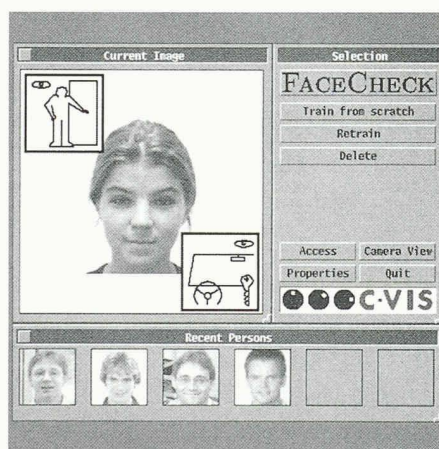 Current Image
Selection
FACECHECK
Train from scratch
Retrain
Delete
Access
Camera View
Properties
Quit
C·VIS
Recent Persons